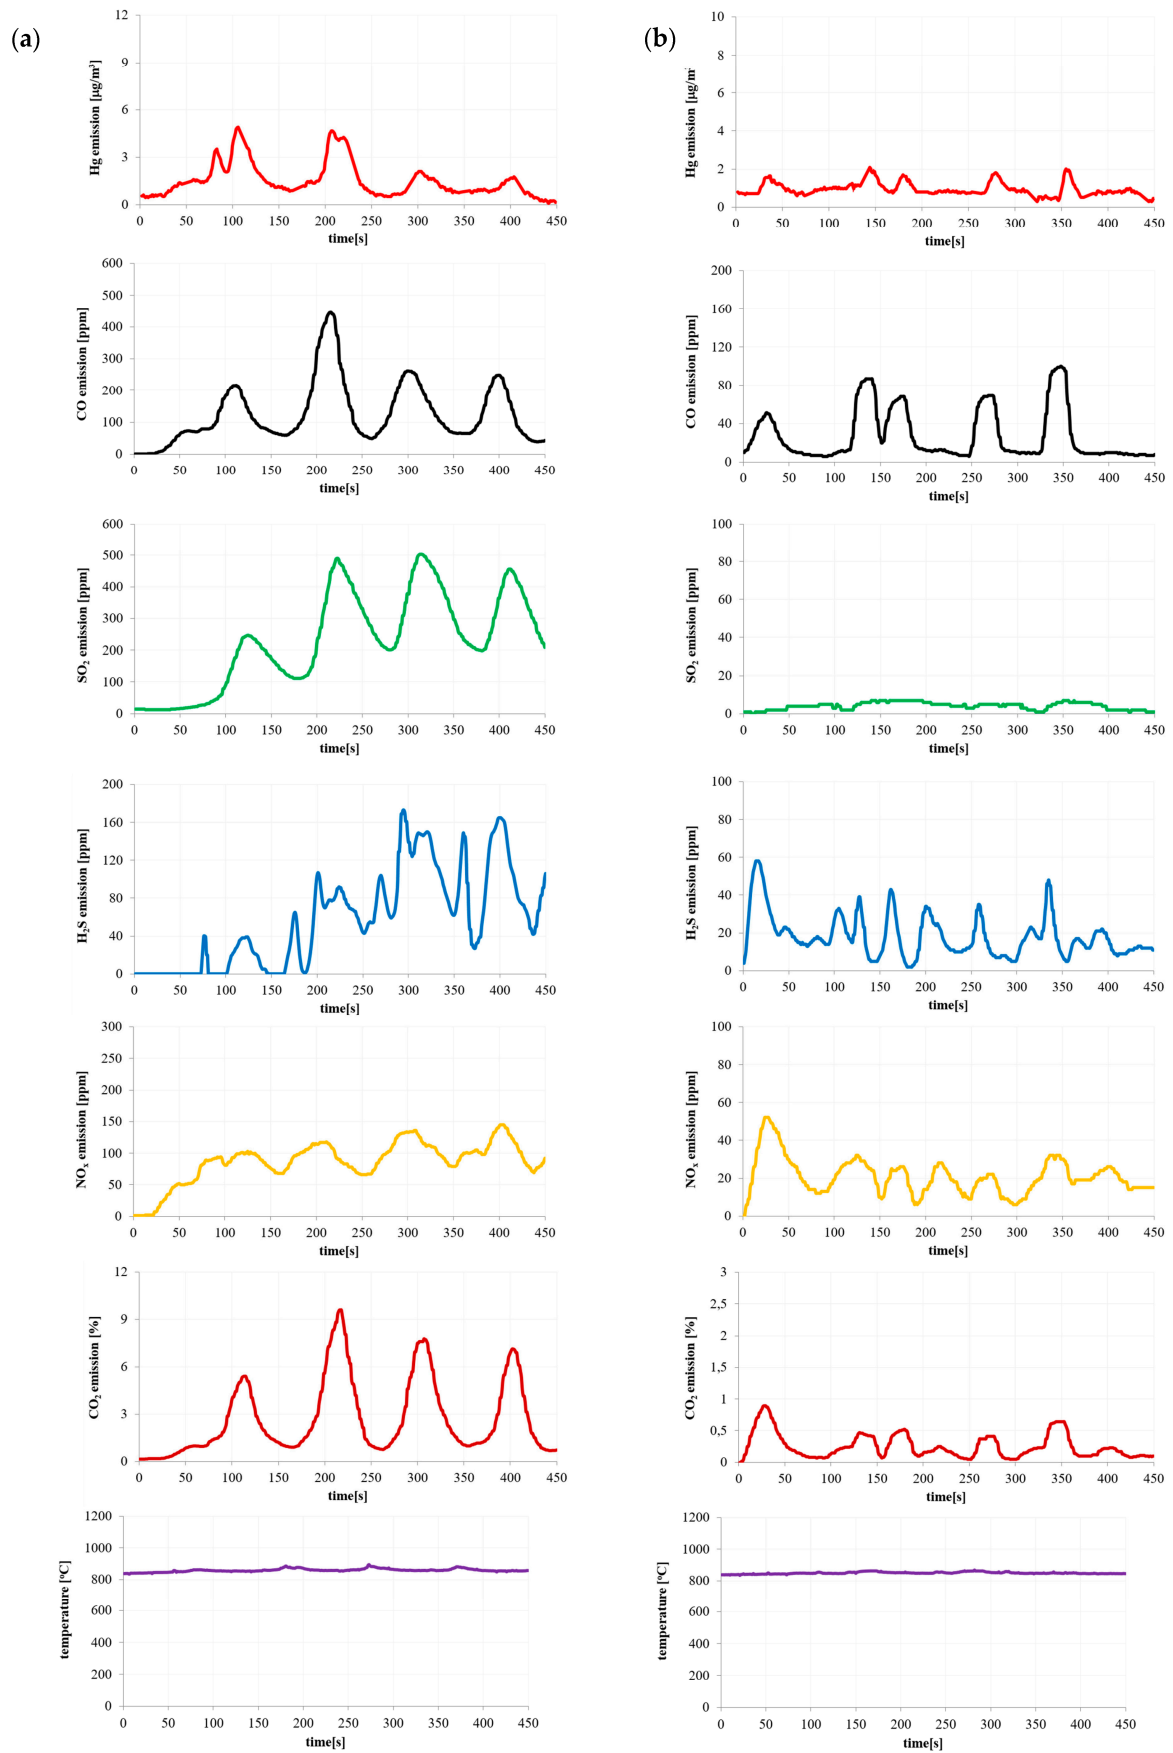 (a)
Hg emission [µg/m³]
12
9
6
3
0
0 50 100 150 200 250 300 350 400 450
time[s]
CO emission [ppm]
600
500
400
300
200
100
0
0 50 100 150 200 250 300 350 400 450
time[s]
SO₂ emission [ppm]
600
500
400
300
200
100
0
0 50 100 150 200 250 300 350 400 450
time[s]
H₂S emission [ppm]
200
160
120
80
40
0
0 50 100 150 200 250 300 350 400 450
time[s]
NOₓ emission [ppm]
300
250
200
150
100
50
0
0 50 100 150 200 250 300 350 400 450
time[s]
CO₂ emission [%]
12
9
6
3
0
0 50 100 150 200 250 300 350 400 450
time[s]
temperature [°C]
1200
1000
800
600
400
200
0
0 50 100 150 200 250 300 350 400 450
time[s]
(b)
Hg emission [µg/m
10
8
6
4
2
0
0 50 100 150 200 250 300 350 400 450
time[s]
CO emission [ppm]
200
160
120
80
40
0
0 50 100 150 200 250 300 350 400 450
time[s]
SO₂ emission [ppm]
100
80
60
40
20
0
0 50 100 150 200 250 300 350 400 450
time[s]
H₂S emission [ppm]
100
80
60
40
20
0
0 50 100 150 200 250 300 350 400 450
time[s]
NOₓ emission [ppm]
100
80
60
40
20
0
0 50 100 150 200 250 300 350 400 450
time[s]
CO₂ emission [%]
3
2,5
2
1,5
1
0,5
0
0 50 100 150 200 250 300 350 400 450
time[s]
temperature [°C]
1200
1000
800
600
400
200
0
0 50 100 150 200 250 300 350 400 450
time[s]